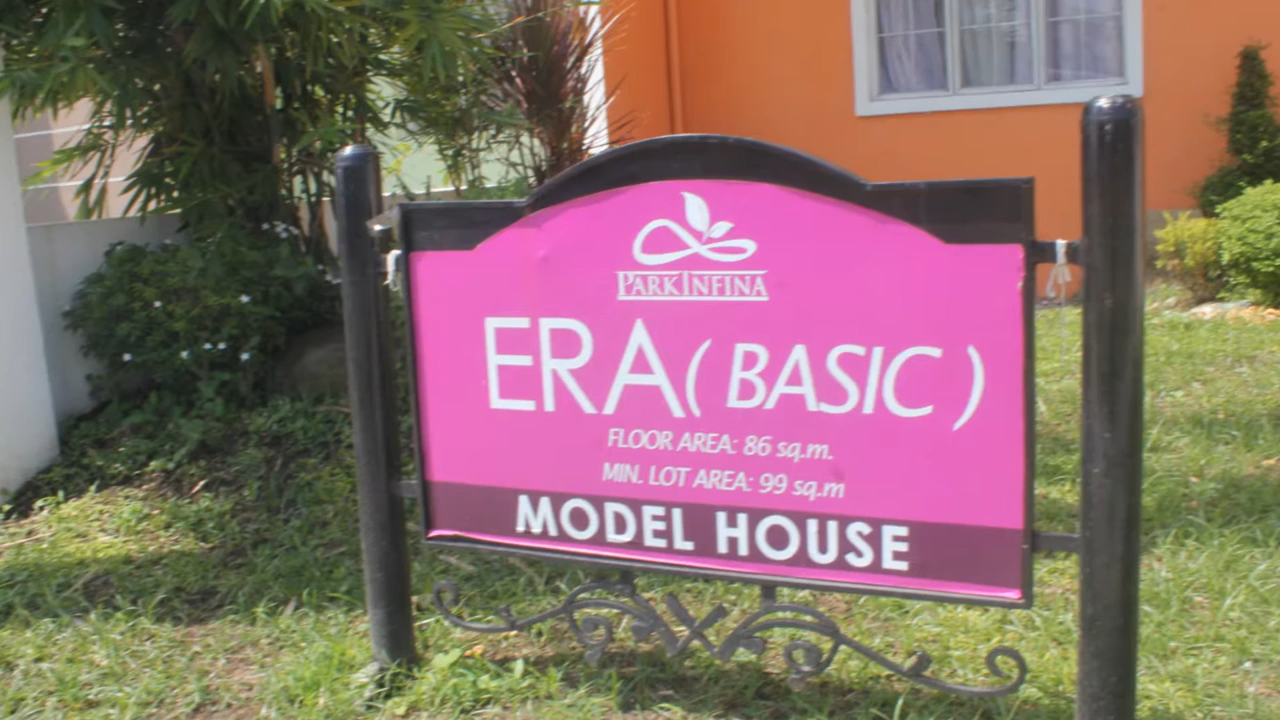 PARKINFINA
ERA (BASIC)
FLOOR AREA: 86 sq.m.
MIN. LOT AREA: 99 sq.m
MODEL HOUSE